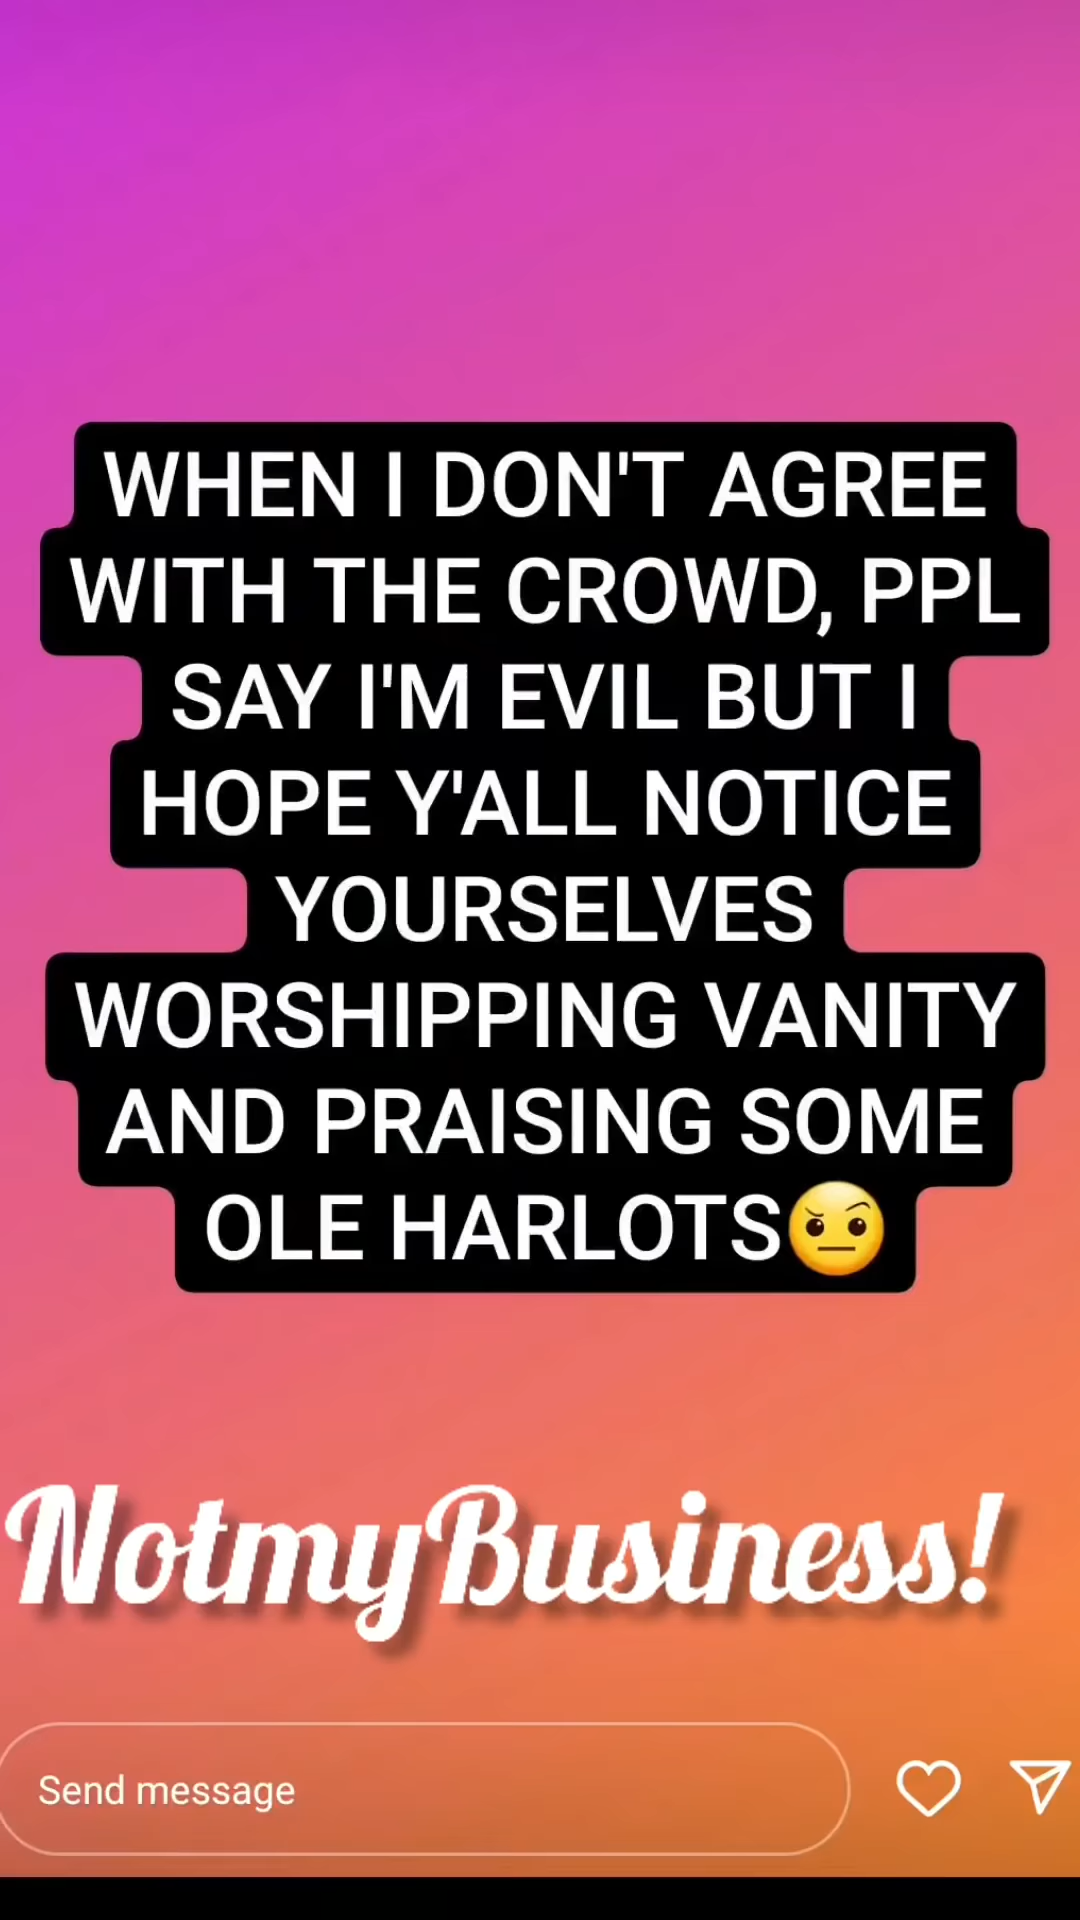 WHEN I DON'T AGREE
WITH THE CROWD, PPL
SAY I'M EVIL BUT I
HOPE Y'ALL NOTICE
YOURSELVES
WORSHIPPING VANITY
AND PRAISING SOME
OLE HARLOTS🤨
NotmyBusiness!
Send message